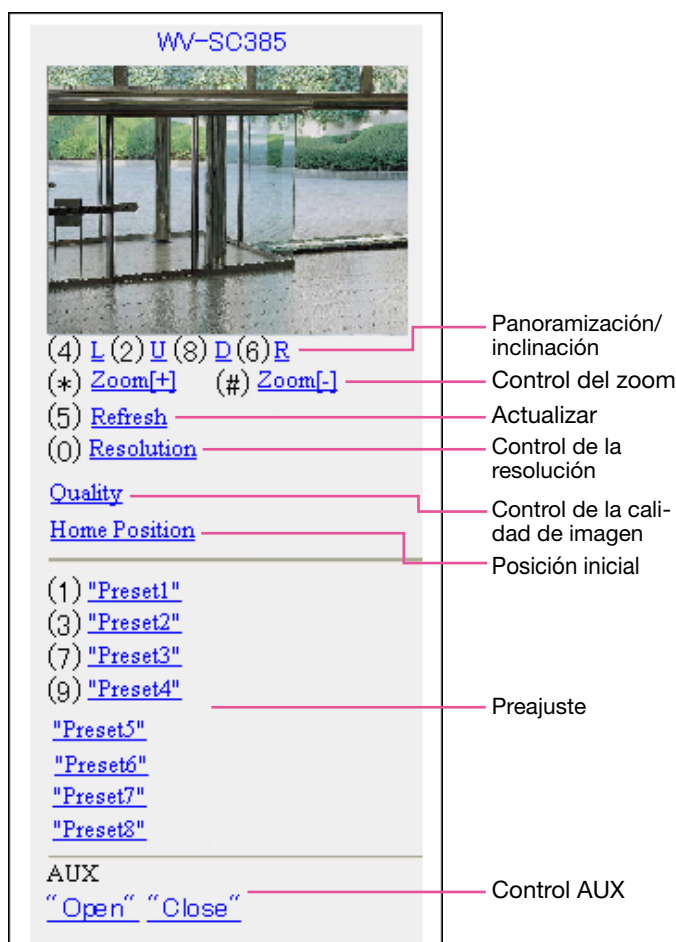 WV-SC385
(4) L (2) U (8) D (6) R
Panoramización/
inclinación
(*) Zoom[+] (#) Zoom[-]
Control del zoom
(5) Refresh
Actualizar
(0) Resolution
Control de la
resolución
Quality
Control de la cali-
dad de imagen
Home Position
Posición inicial
(1) "Preset1"
(3) "Preset2"
(7) "Preset3"
(9) "Preset4"
Preajuste
"Preset5"
"Preset6"
"Preset7"
"Preset8"
AUX
"Open" "Close"
Control AUX